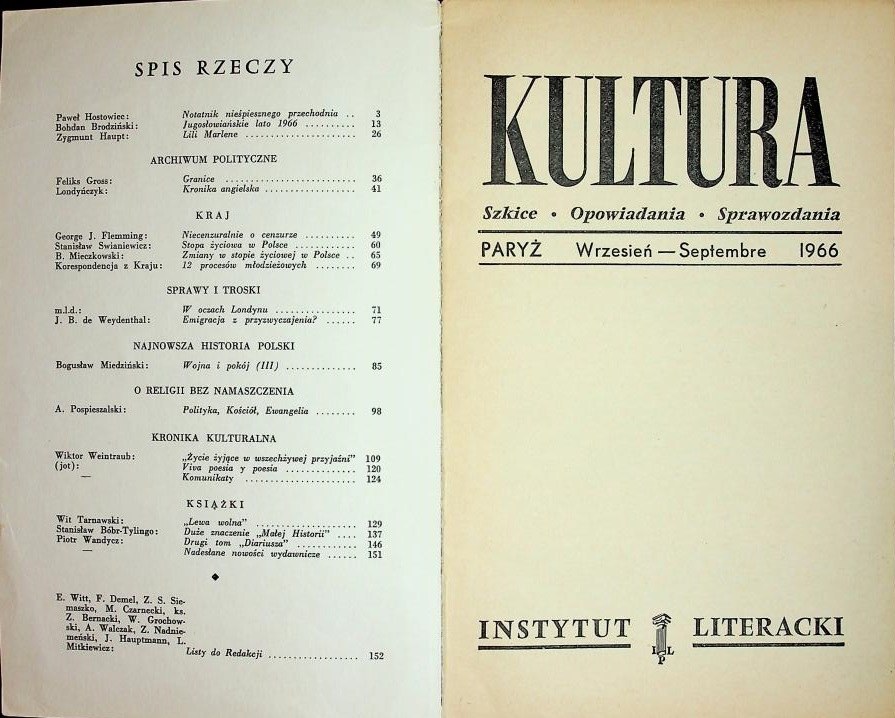 SPIS RZECZY
Paweł Hostowiec: Notatnik nieśpiesznego przechodnia .. 3
Bohdan Brodziński: Jugosłowiańskie lato 1966 .......... 13
Zygmunt Haupt: Lili Marlene ...................... 26
ARCHIWUM POLITYCZNE
Feliks Gross: Granice .......................... 36
Londyńczyk: Kronika angielska .................. 41
KRAJ
George J. Flemming: Niecenzuralnie o cenzurze ........ 49
Stanisław Swianiewicz: Stopa życiowa w Polsce ............ 60
B. Mieczkowski: Zmiany w stopie życiowej w Polsce .. 65
Korespondencja z Kraju: 12 procesów młodzieżowych ........ 69
SPRAWY I TROSKI
m.l.d.: W oczach Londynu ................ 71
J. B. de Weydenthal: Emigracja z przyzwyczajenia? ...... 77
NAJNOWSZA HISTORIA POLSKI
Bogusław Miedziński: Wojna i pokój (III) .............. 85
O RELIGII BEZ NAMASZCZENIA
A. Pospieszalski: Polityka, Kościół, Ewangelia ........ 98
KRONIKA KULTURALNA
Wiktor Weintraub: „Życie żyjące w wszechżywej przyjaźni” 109
(jot): Viva poesia y poesia .............. 120
— Komunikaty ...................... 124
KSIĄŻKI
Wit Tarnawski: „Lewa wolna” .................... 129
Stanisław Bóbr-Tylingo: Duże znaczenie „Małej Historii” .... 137
Piotr Wandycz: Drugi tom „Diariusza” ............ 146
— Nadesłane nowości wydawnicze ...... 151
◆
E. Witt, F. Demel, Z. S. Sie-
maszko, M. Czarnecki, ks.
Z. Bernacki, W. Grochow-
ski, A. Walczak, Z. Nadnie-
meński, J. Hauptmann, L.
Mitkiewicz: Listy do Redakcji .................. 152
KULTURA
Szkice • Opowiadania • Sprawozdania
PARYŻ Wrzesień — Septembre 1966
INSTYTUT LITERACKI
I L
P